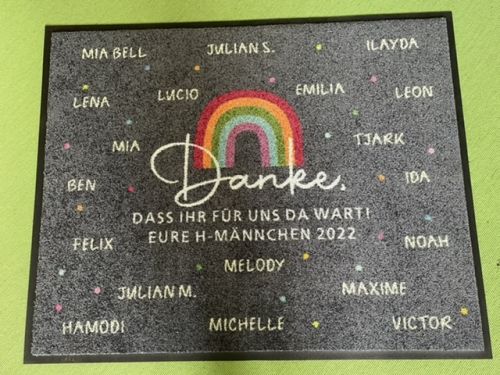 MIA BELL JULIAN S. ILAYDA
LENA LUCIO EMILIA LEON
MIA TJARK
Danke,
BEN IDA
DASS IHR FÜR UNS DA WART!
EURE H-MÄNNCHEN 2022
FELIX NOAH
MELODY
JULIAN M. MAXIME
HAMODI MICHELLE VICTOR